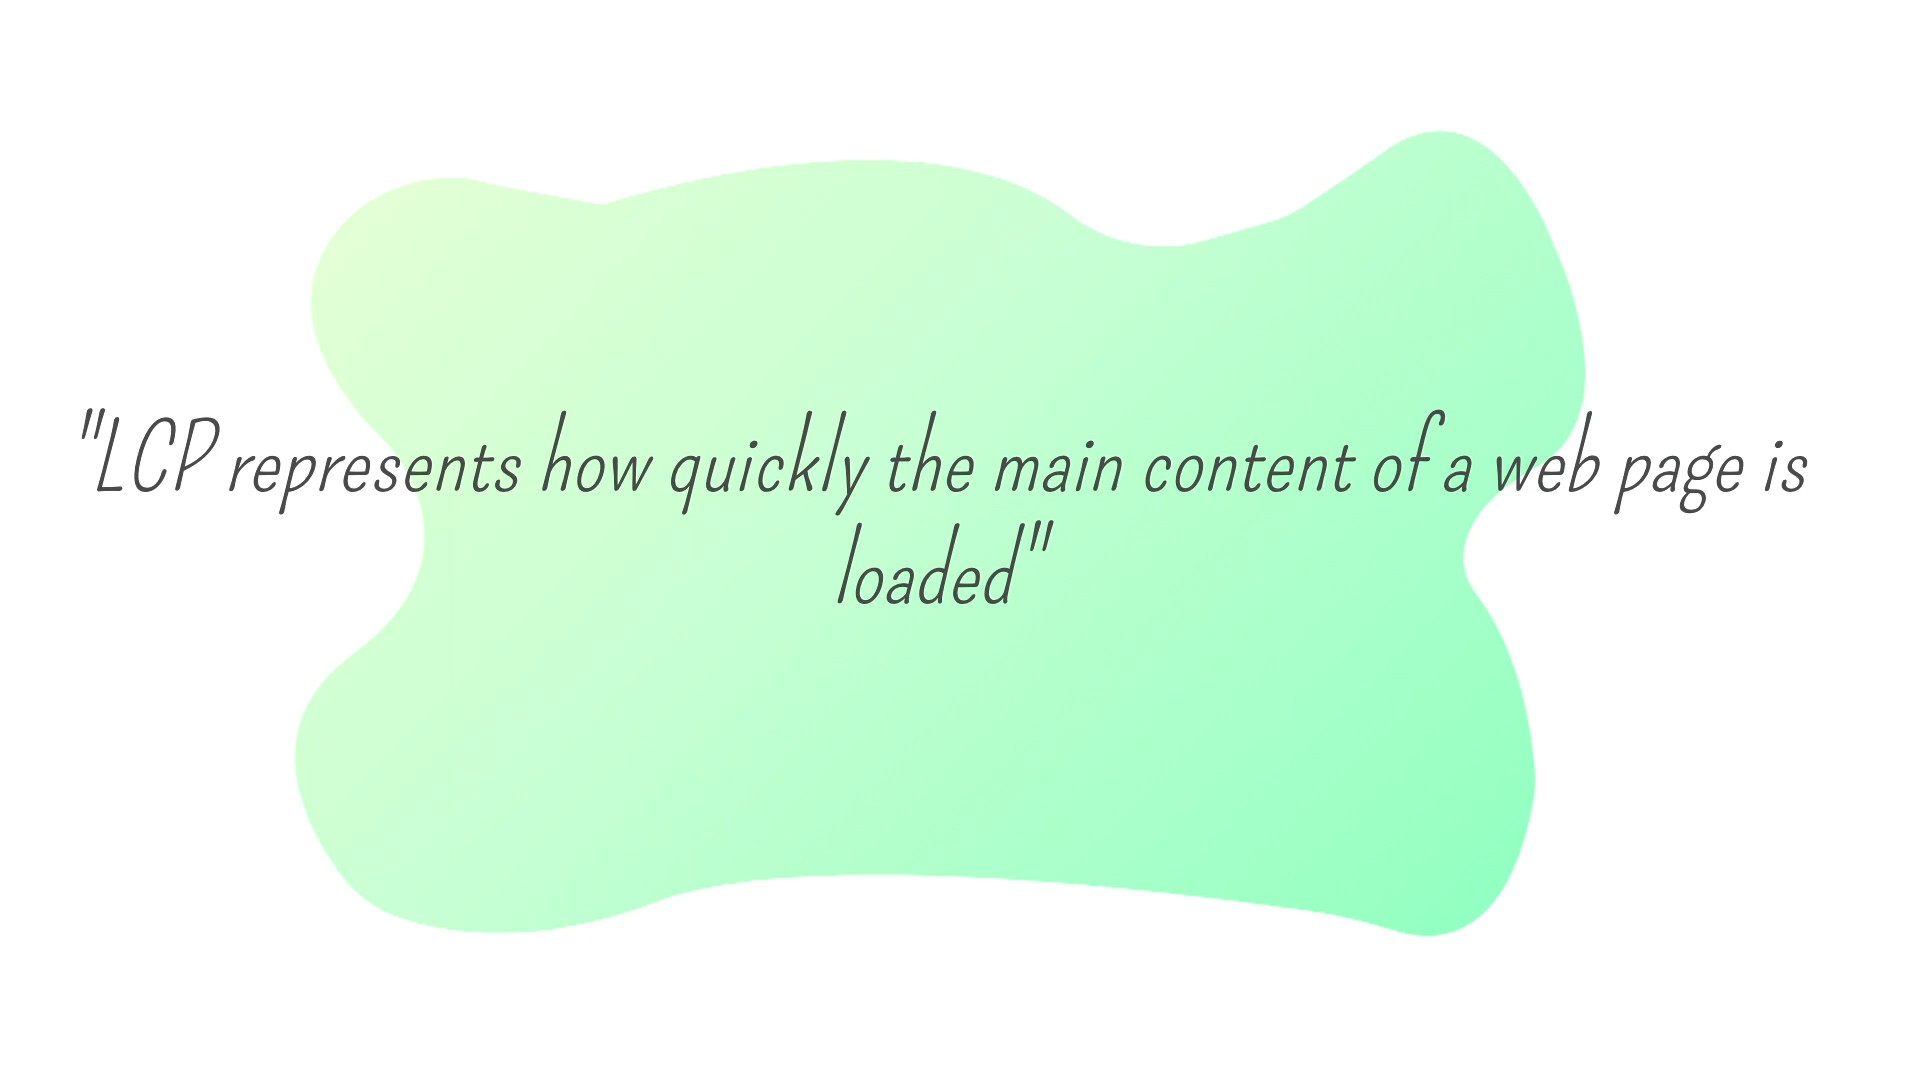 "LCP represents how quickly the main content of a web page is
loaded"